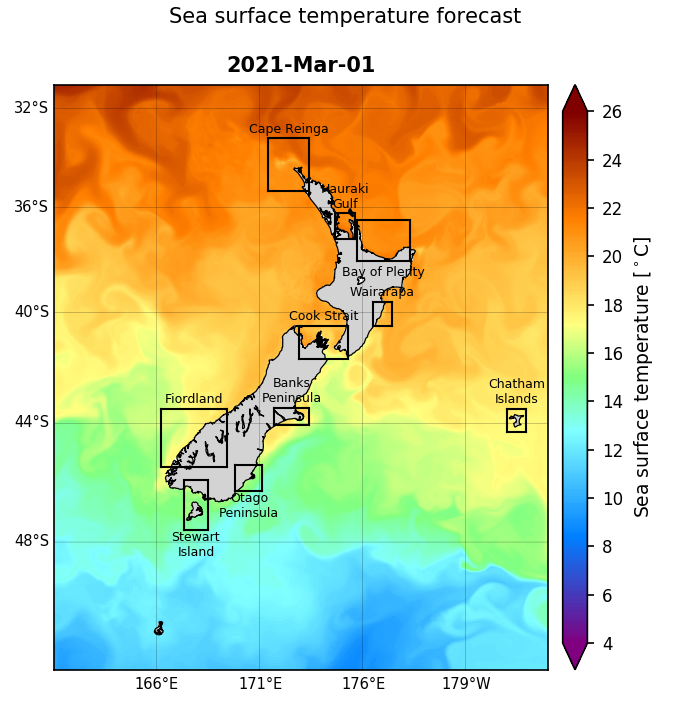 Sea surface temperature forecast
2021-Mar-01
32°S
36°S
40°S
44°S
48°S
166°E
171°E
176°E
179°W
Cape Reinga
Hauraki
Gulf
Bay of Plenty
Wairarapa
Cook Strait
Banks
Peninsula
Fiordland
Chatham
Islands
Otago
Peninsula
Stewart
Island
26
24
22
20
18
16
14
12
10
8
6
4
Sea surface temperature [°C]